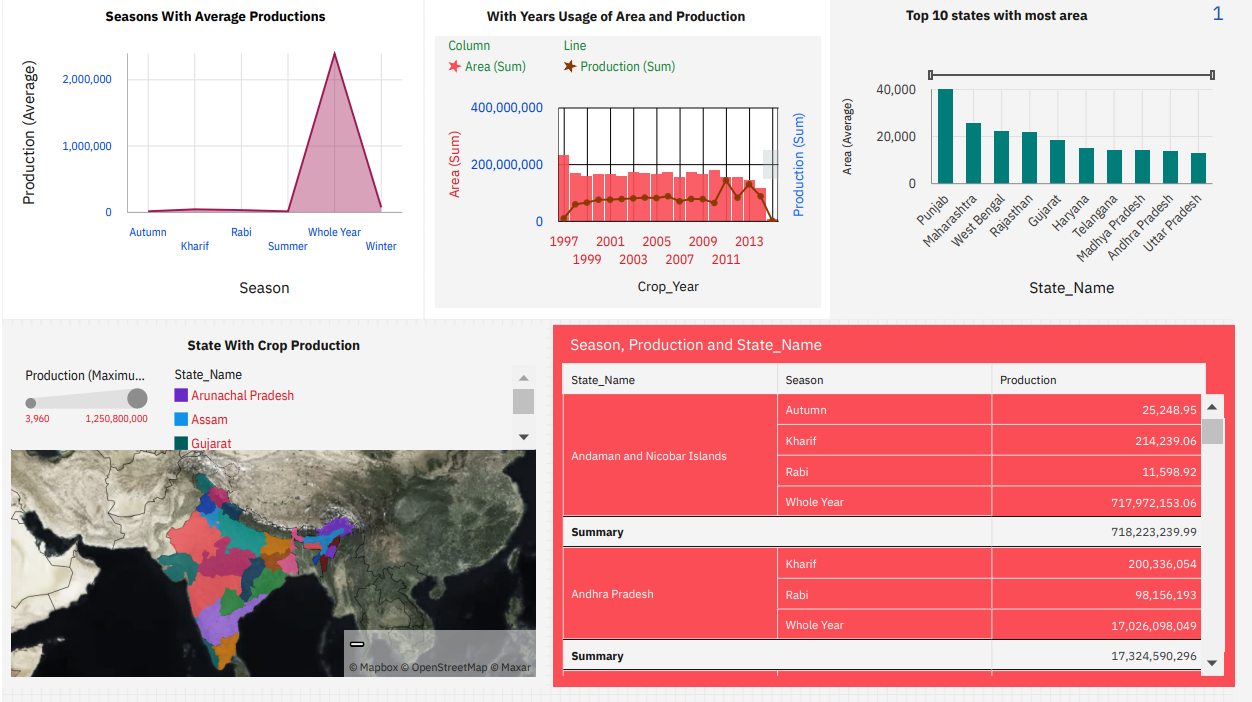 Seasons With Average Productions
Production (Average)
2,000,000
1,000,000
0
Autumn
Kharif
Rabi
Summer
Whole Year
Winter
Season
With Years Usage of Area and Production
Column
Line
Area (Sum)
Production (Sum)
Area (Sum)
400,000,000
200,000,000
0
Production (Sum)
1997 2001 2005 2009 2013
1999 2003 2007 2011
Crop_Year
Top 10 states with most area
1
Area (Average)
40,000
20,000
0
Punjab
Maharashtra
West Bengal
Rajasthan
Gujarat
Haryana
Telangana
Madhya Pradesh
Andhra Pradesh
Uttar Pradesh
State_Name
State With Crop Production
Production (Maximu...
3,960 1,250,800,000
State_Name
Arunachal Pradesh
Assam
Gujarat
© Mapbox © OpenStreetMap © Maxar
Season, Production and State_Name
State_Name Season Production
Andaman and Nicobar Islands
Autumn 25,248.95
Kharif 214,239.06
Rabi 11,598.92
Whole Year 717,972,153.06
Summary 718,223,239.99
Andhra Pradesh
Kharif 200,336,054
Rabi 98,156,193
Whole Year 17,026,098,049
Summary 17,324,590,296